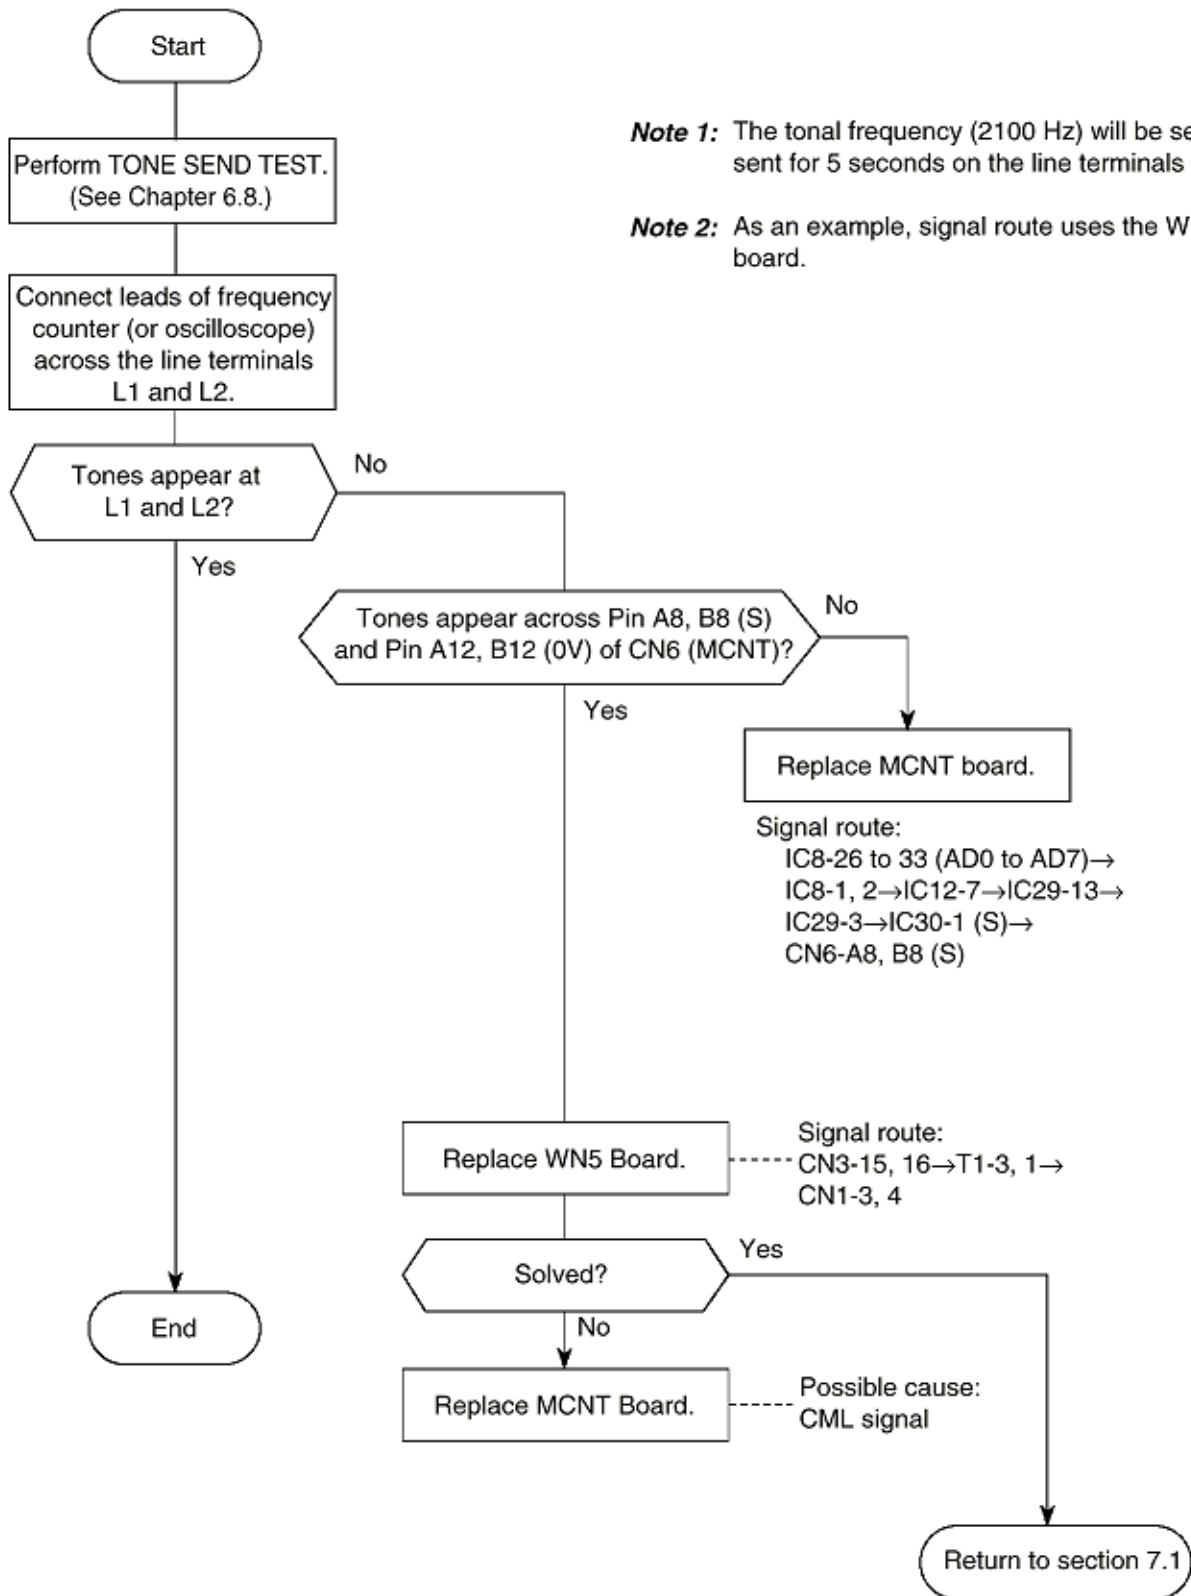 Start
Perform TONE SEND TEST.
(See Chapter 6.8.)
Note 1: The tonal frequency (2100 Hz) will be se
sent for 5 seconds on the line terminals
Note 2: As an example, signal route uses the W
board.
Connect leads of frequency
counter (or oscilloscope)
across the line terminals
L1 and L2.
Tones appear at
L1 and L2?
No
Yes
Tones appear across Pin A8, B8 (S)
and Pin A12, B12 (0V) of CN6 (MCNT)?
No
Yes
Replace MCNT board.
Signal route:
IC8-26 to 33 (AD0 to AD7)→
IC8-1, 2→IC12-7→IC29-13→
IC29-3→IC30-1 (S)→
CN6-A8, B8 (S)
Replace WN5 Board.
Signal route:
CN3-15, 16→T1-3, 1→
CN1-3, 4
Solved?
Yes
No
End
Replace MCNT Board.
Possible cause:
CML signal
Return to section 7.1